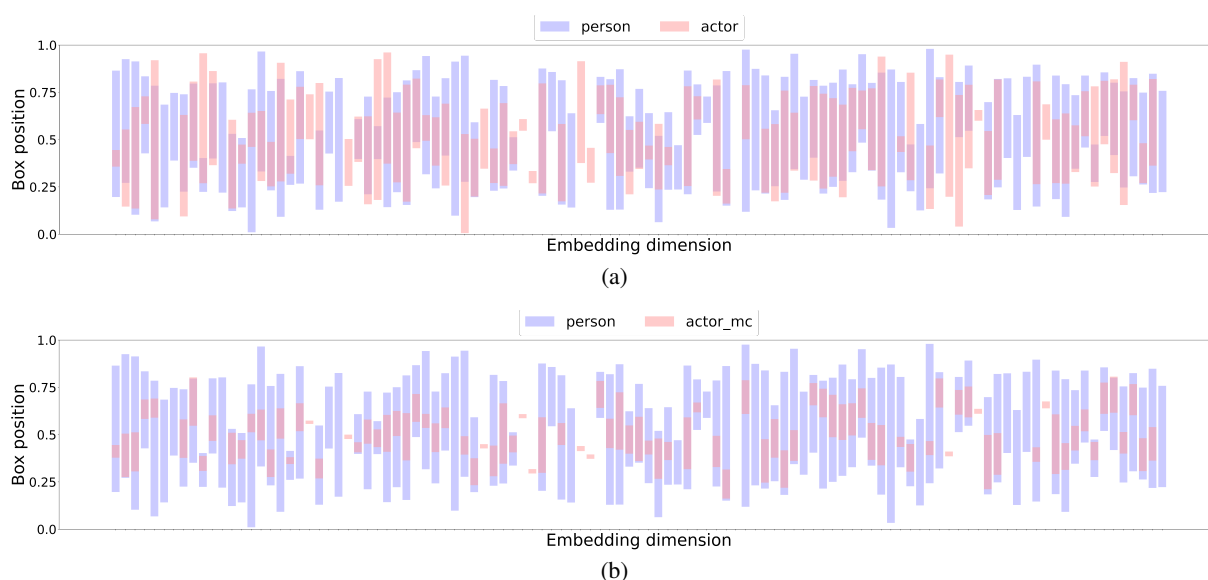 person actor
1.0
0.75
0.5
0.25
0.0
Box position
Embedding dimension
(a)
person actor_mc
1.0
0.75
0.5
0.25
0.0
Box position
Embedding dimension
(b)